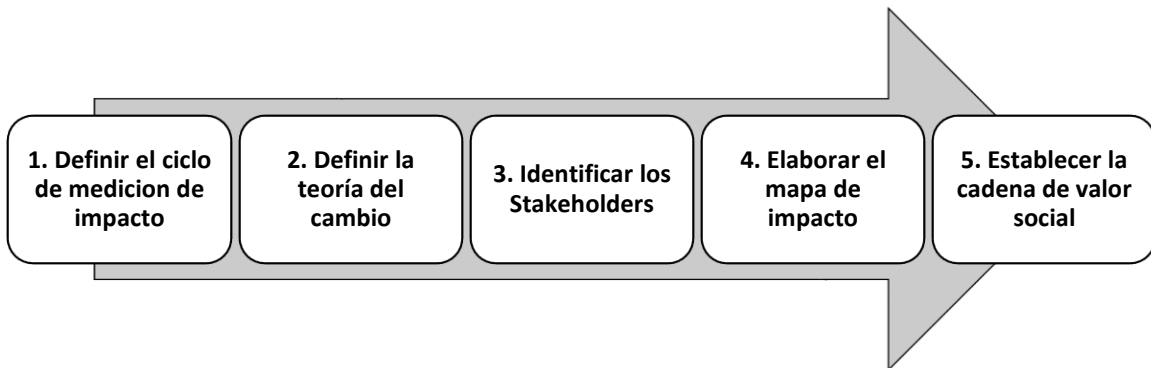 1. Definir el ciclo
de medicion de
impacto
2. Definir la
teoría del
cambio
3. Identificar los
Stakeholders
4. Elaborar el
mapa de
impacto
5. Establecer la
cadena de valor
social